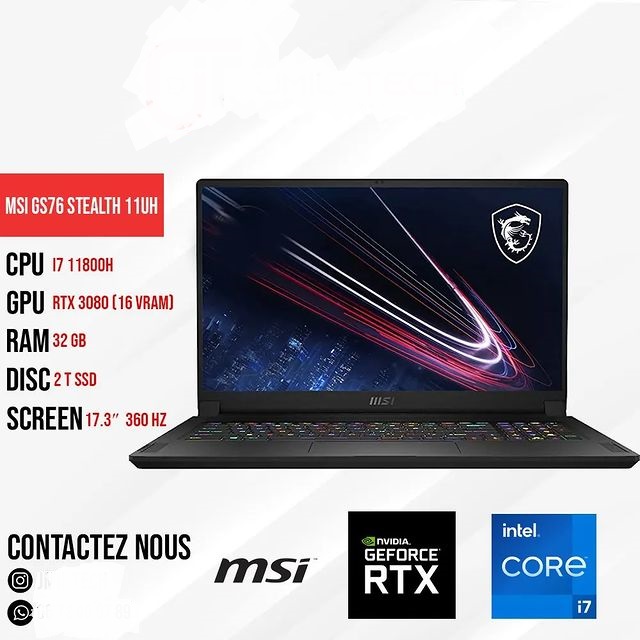 MSI GS76 STEALTH 11UH
CPU I7 11800H
GPU RTX 3080 (16 VRAM)
RAM 32 GB
DISC 2 T SSD
SCREEN 17.3″ 360 HZ
msi
CONTACTEZ NOUS
msi
NVIDIA
GEFORCE
RTX
intel
CORE
i7